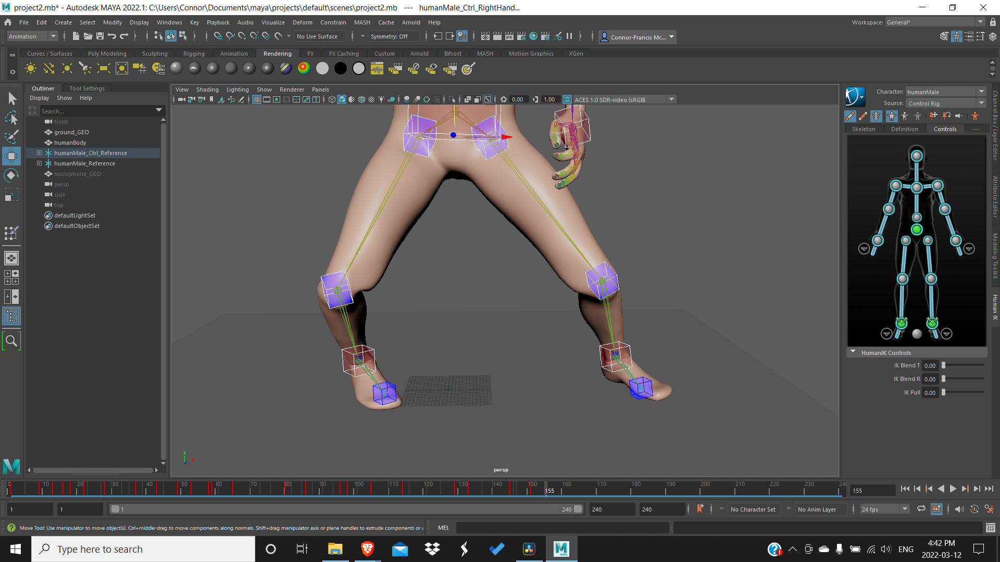 project2.mb* - Autodesk MAYA 2022.1: C:\Users\Connor\Documents\maya\projects\default\scenes\project2.mb --- humanMale_Ctrl_RightHand...
File Edit Create Select Modify Display Windows Key Playback Audio Visualize Deform Constrain MASH Cache Arnold Help
Workspace: General*
Animation No Live Surface Symmetry: Off Connor-Francis Mc...
Curves / Surfaces Poly Modeling Sculpting Rigging Animation Rendering FX FX Caching Custom Arnold Bifrost MASH Motion Graphics XGen
Outliner Tool Settings
Display Show Help
Search...
front
ground_GEO
humanBody
humanMale_Ctrl_Reference
humanMale_Reference
microphone_GEO
persp
side
top
defaultLightSet
defaultObjectSet
View Shading Lighting Show Renderer Panels
0.00 1.00 ACES 1.0 SDR-video (sRGB)
TR
TR
y
persp
Character: humanMale
Source: Control Rig
Skeleton Definition Controls ---
HumanIK Controls
IK Blend T 0.00
IK Blend R 0.00
IK Pull 0.00
Channel Box / Layer Editor
Attribute Editor
Modeling Toolkit
Human IK
0 10 20 30 40 50 60 70 80 90 100 110 120 130 140 150 160 170 180 190 200 210 220 230 24
155
155
1 1 1 240 240 240 No Character Set No Anim Layer 24 fps
Move Tool: Use manipulator to move object(s). Ctrl+middle-drag to move components along normals. Shift+drag manipulator axis or plane handles to extrude components or c
MEL
Type here to search
MAYA
ENG
4:42 PM
2022-03-12